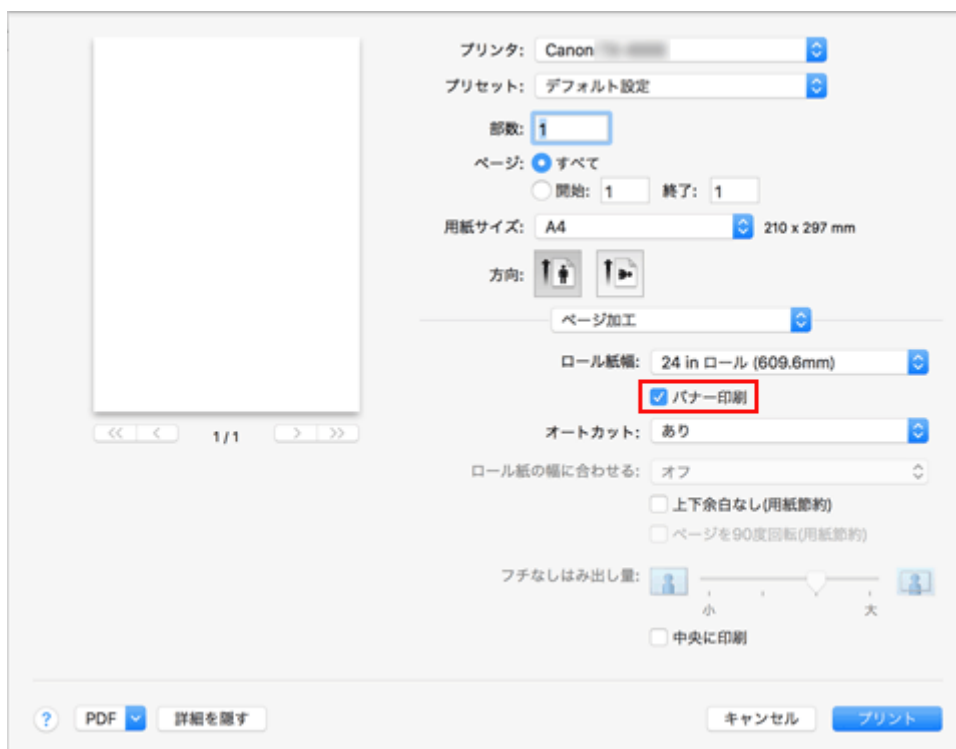 プリンタ: Canon
プリセット: デフォルト設定
部数: 1
ページ: すべて
開始: 1 終了: 1
用紙サイズ: A4 210 x 297 mm
方向:
ページ加工
ロール紙幅: 24 in ロール (609.6mm)
バナー印刷
1 / 1
オートカット: あり
ロール紙の幅に合わせる: オフ
上下余白なし(用紙節約)
ページを90度回転(用紙節約)
フチなしはみ出し量:
小 大
中央に印刷
? PDF 詳細を隠す キャンセル プリント